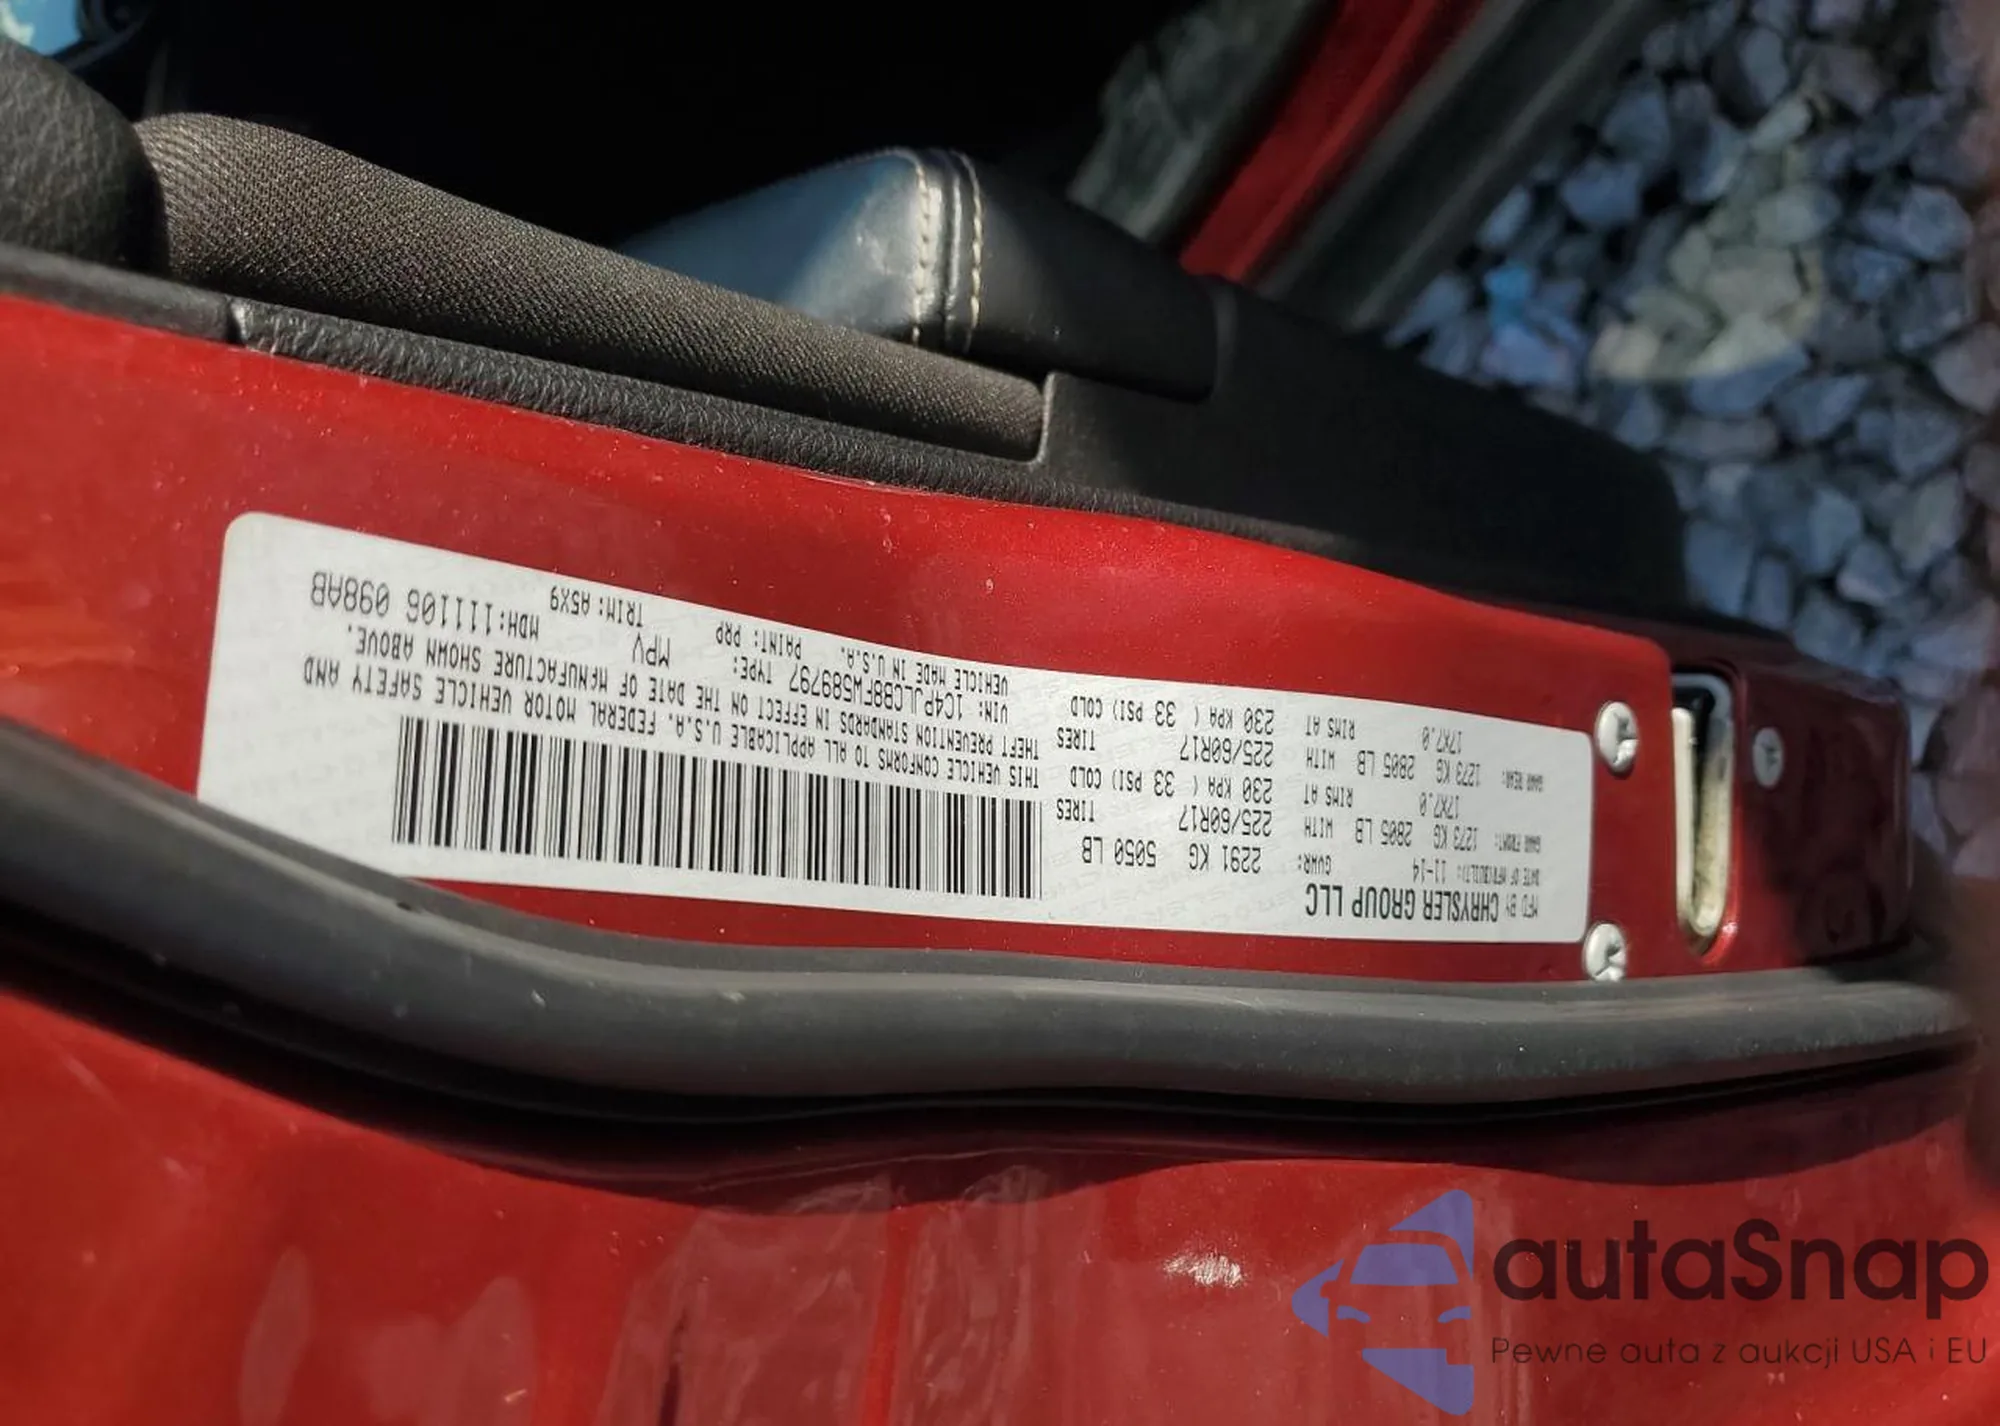 MFD BY CHRYSLER GROUP LLC
DATE OF MFR(BUILT): 11-14 GVWR: 2291 KG 5050 LB
GAWR FRONT: 1273 KG 2805 LB WITH 225/60R17 TIRES
17X7.0 RIMS AT 230 KPA ( 33 PSI) COLD
GAWR REAR: 1273 KG 2805 LB WITH 225/60R17 TIRES
17X7.0 RIMS AT 230 KPA ( 33 PSI) COLD
THIS VEHICLE CONFORMS TO ALL APPLICABLE U.S.A. FEDERAL MOTOR VEHICLE SAFETY AND
THEFT PREVENTION STANDARDS IN EFFECT ON THE DATE OF MANUFACTURE SHOWN ABOVE.
VIN: 1C4PJLCB8FW589797 TYPE: MPV MDH:111106 098AB
VEHICLE MADE IN U.S.A. PAINT: PRP TRIM: A5X9
autaSnap
Pewne auta z aukcji USA i EU